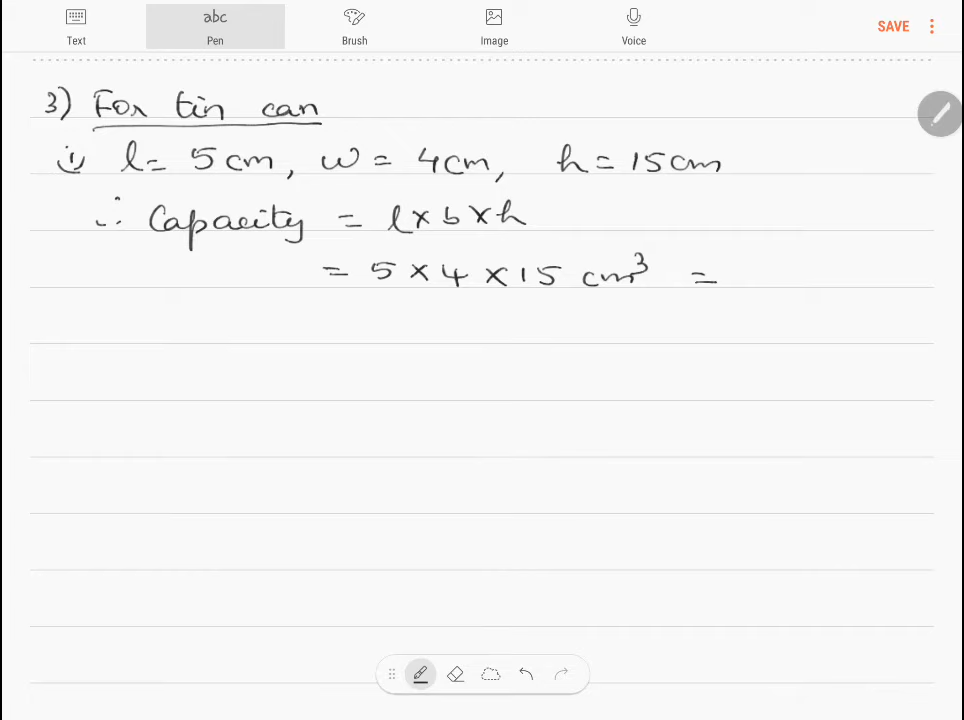 Text
abc
Pen
Brush
Image
Voice
SAVE
3) For tin can
i) l = 5 cm, w = 4 cm, h = 15 cm
∴ Capacity = l × b × h
= 5 × 4 × 15 cm³ =